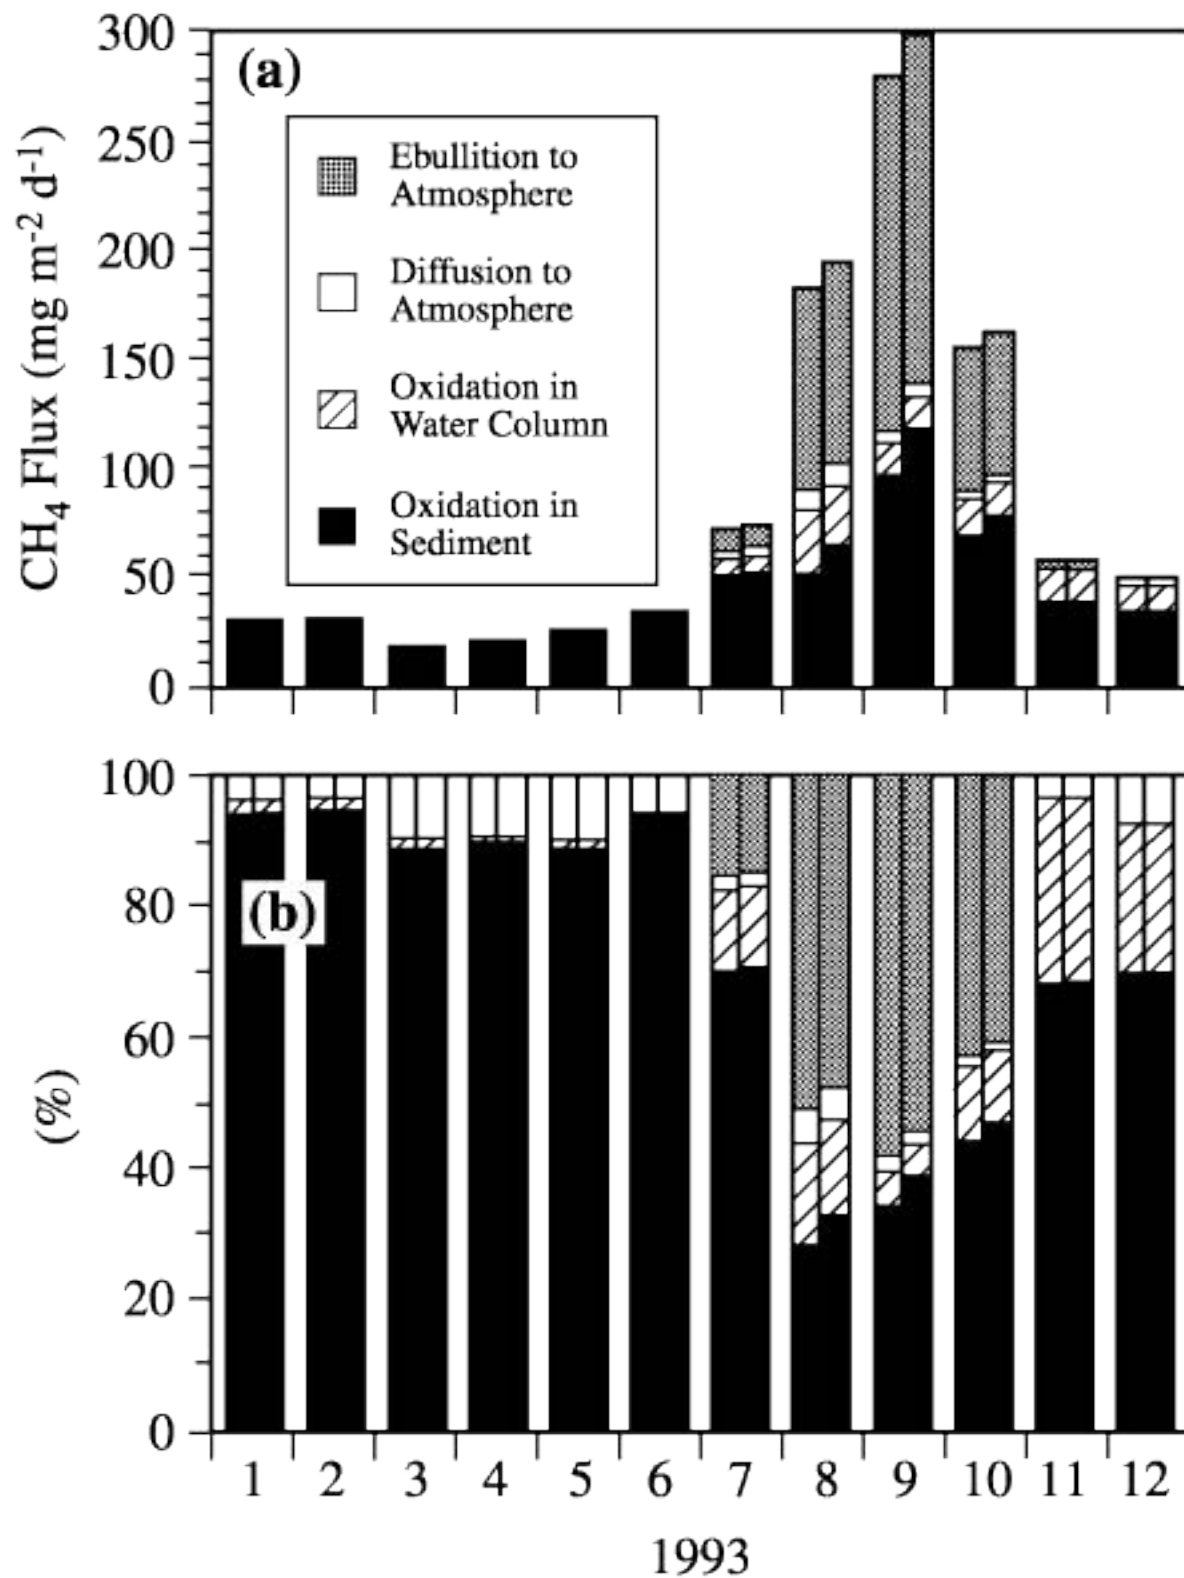 300
(a)
250
200
150
100
50
0
CH₄ Flux (mg m⁻² d⁻¹)
Ebullition to
Atmosphere
Diffusion to
Atmosphere
Oxidation in
Water Column
Oxidation in
Sediment
100
(b)
80
60
40
20
0
(%)
1 2 3 4 5 6 7 8 9 10 11 12
1993